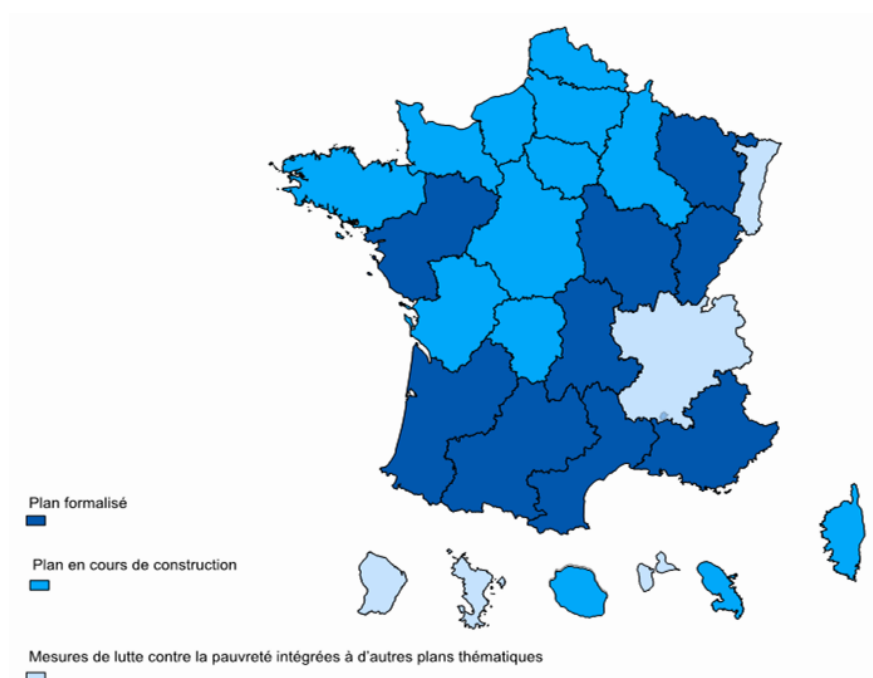 Plan formalisé
Plan en cours de construction
Mesures de lutte contre la pauvreté intégrées à d'autres plans thématiques